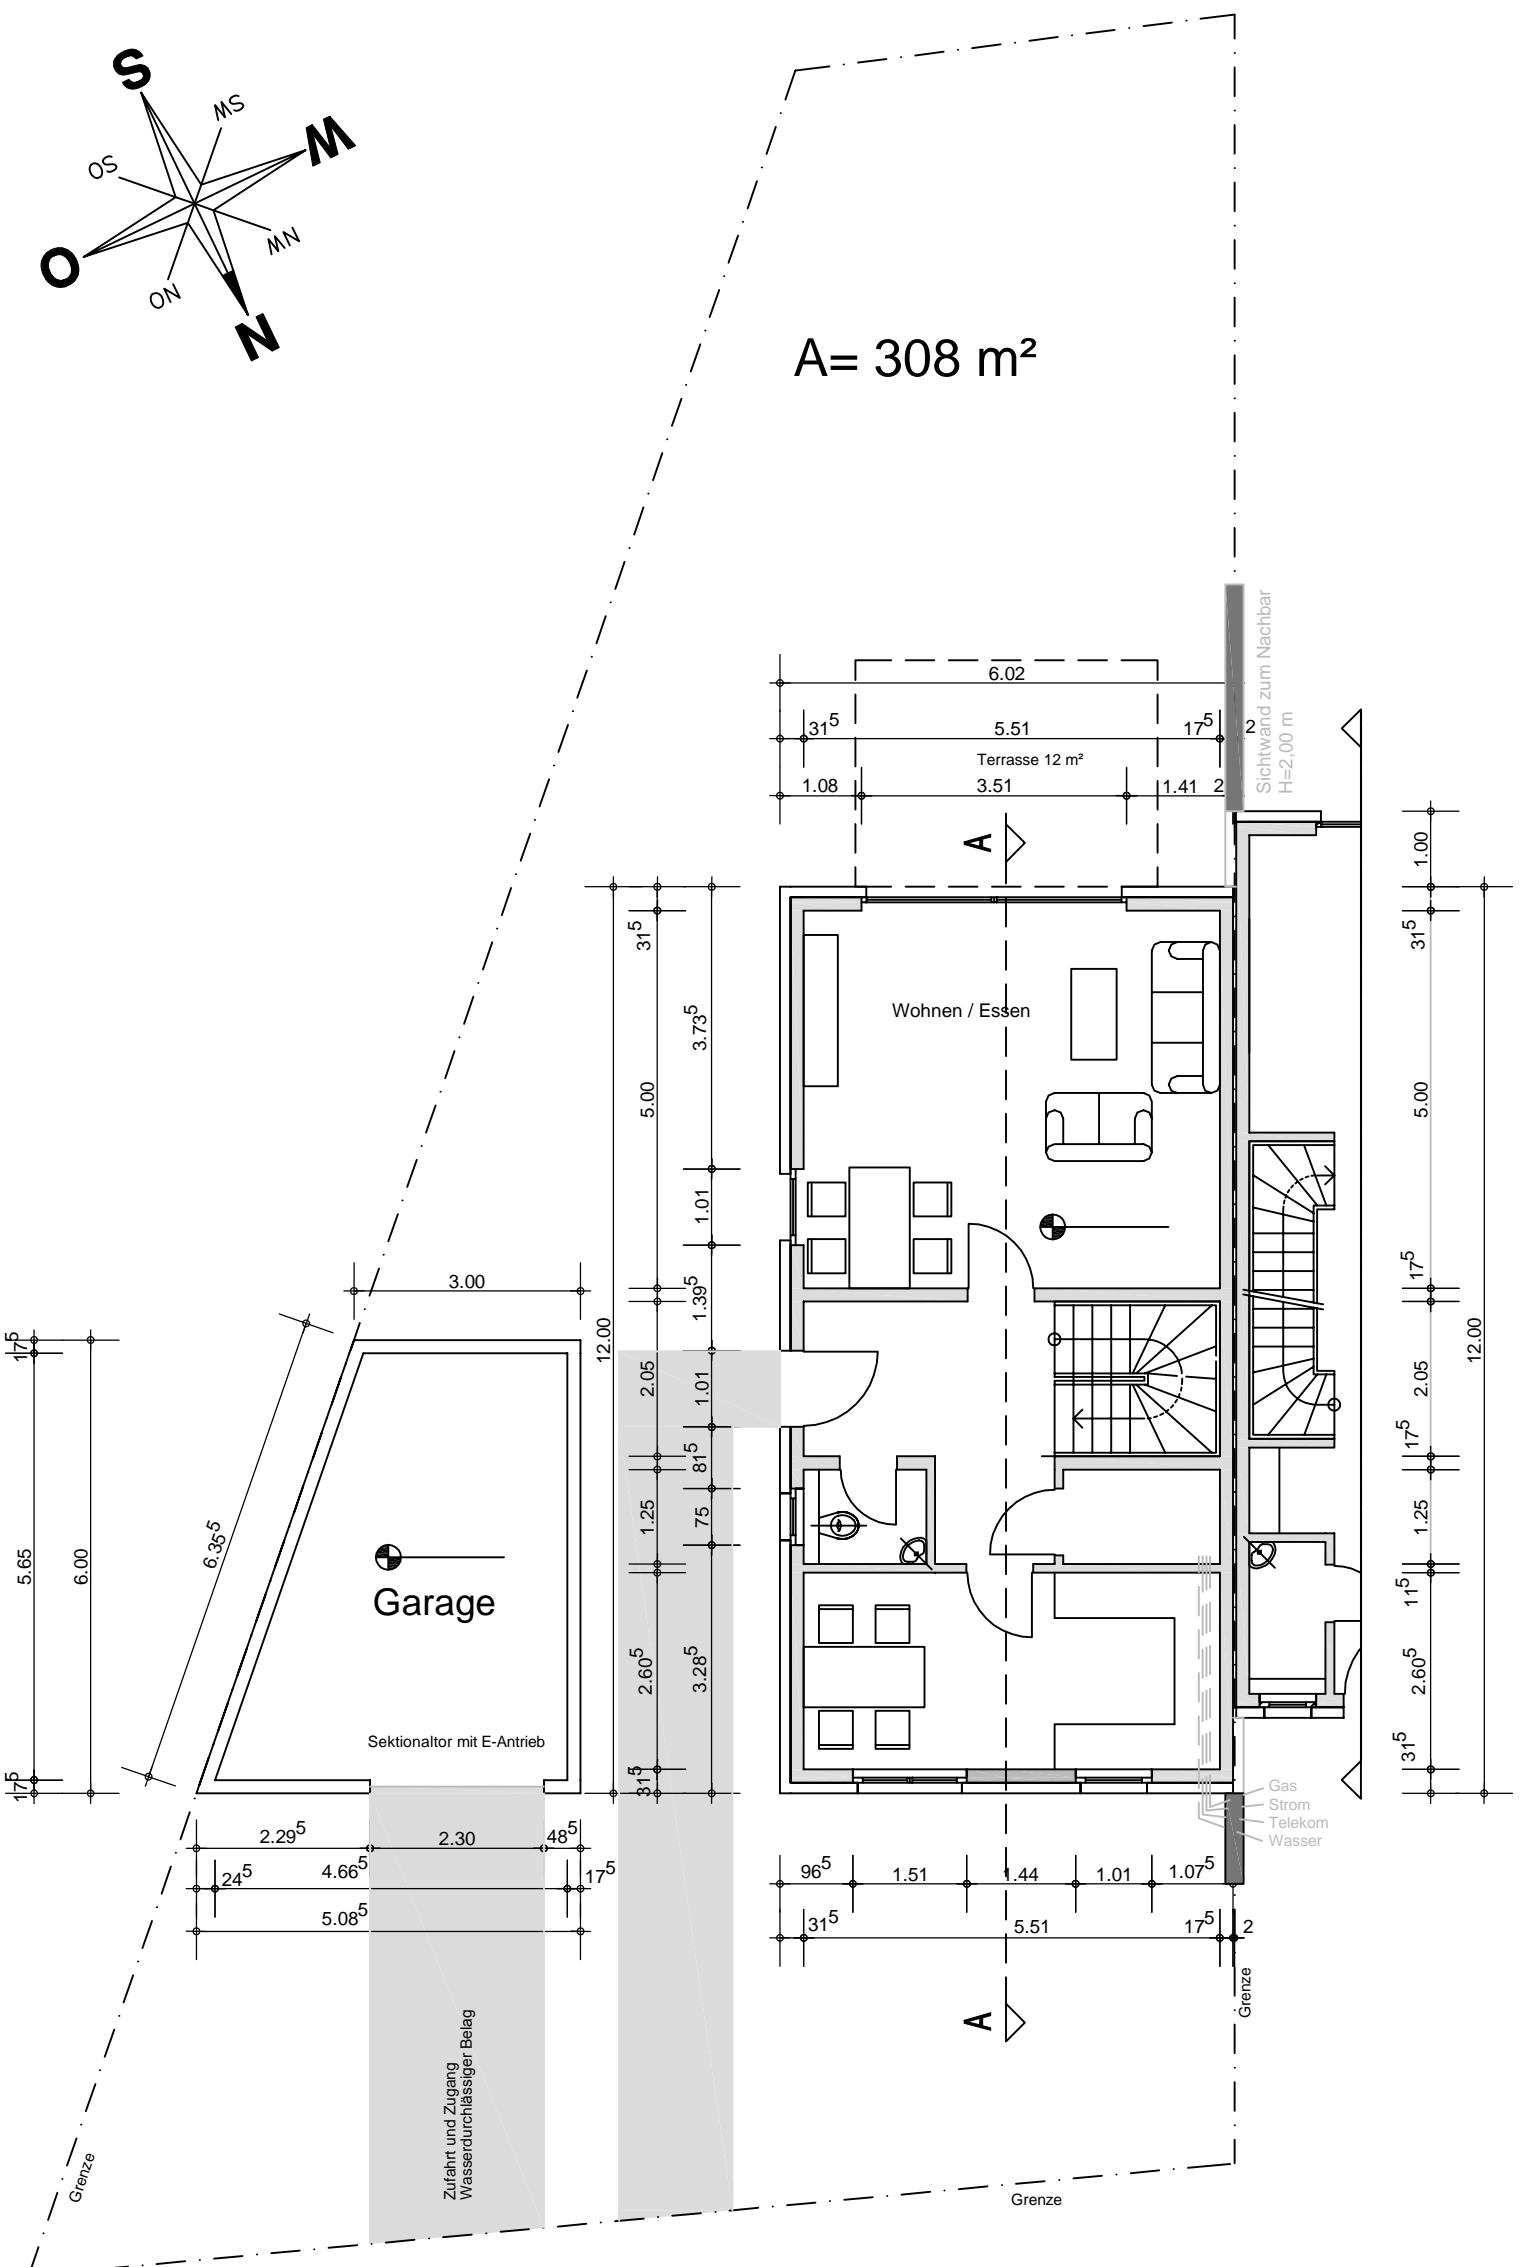 S
SW
W
SO
NW
O
NO
N
A= 308 m²
Sichtwand zum Nachbar
H=2,00 m
6.02
31⁵
5.51
17⁵
2
Terrasse 12 m²
1.08
3.51
1.41
2
A
1.00
31⁵
31⁵
3.73⁵
Wohnen / Essen
5.00
5.00
1.01
17⁵
3.00
1.39⁵
12.00
12.00
17⁵
2.05
1.01
2.05
17⁵
81⁵
6.35⁵
5.65
6.00
1.25
75
1.25
11⁵
Garage
2.60⁵
3.28⁵
2.60⁵
Sektionaltor mit E-Antrieb
17⁵
31⁵
31⁵
Gas
Strom
Telekom
Wasser
2.29⁵
2.30
48⁵
24⁵
4.66⁵
17⁵
5.08⁵
96⁵
1.51
1.44
1.01
1.07⁵
31⁵
5.51
17⁵
2
Grenze
A
Zufahrt und Zugang
Wasserdurchlässiger Belag
Grenze
Grenze